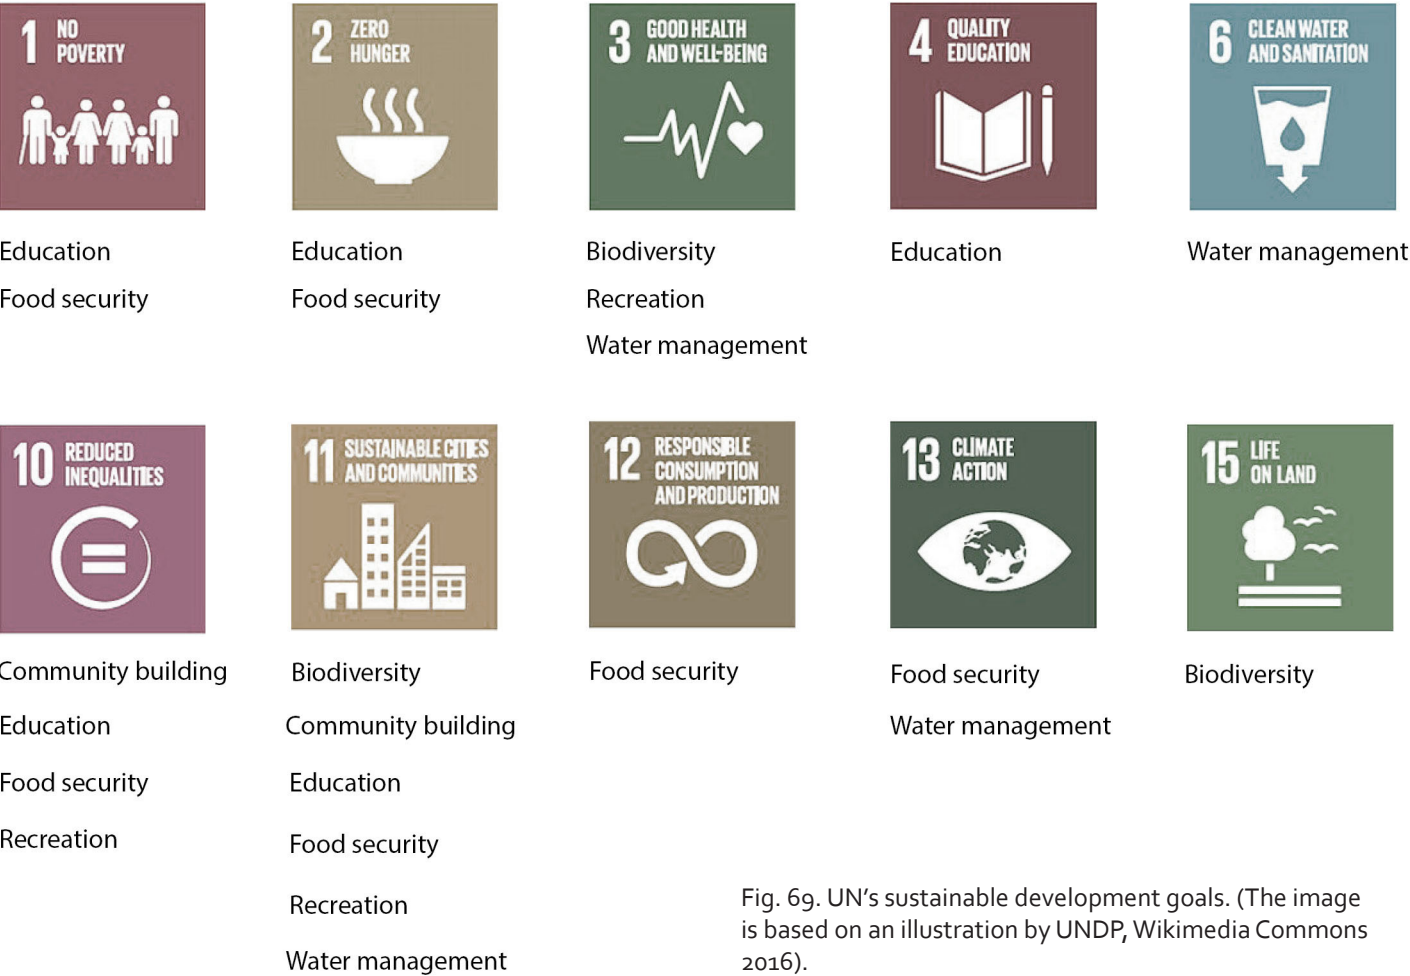 1 NO
POVERTY
2 ZERO
HUNGER
3 GOOD HEALTH
AND WELL-BEING
4 QUALITY
EDUCATION
6 CLEAN WATER
AND SANITATION
Education
Food security
Education
Food security
Biodiversity
Recreation
Water management
Education
Water management
10 REDUCED
INEQUALITIES
11 SUSTAINABLE CITIES
AND COMMUNITIES
12 RESPONSIBLE
CONSUMPTION
AND PRODUCTION
13 CLIMATE
ACTION
15 LIFE
ON LAND
Community building
Education
Food security
Recreation
Biodiversity
Community building
Education
Food security
Recreation
Water management
Food security
Food security
Water management
Biodiversity
Fig. 69. UN’s sustainable development goals. (The image
is based on an illustration by UNDP, Wikimedia Commons
2016).